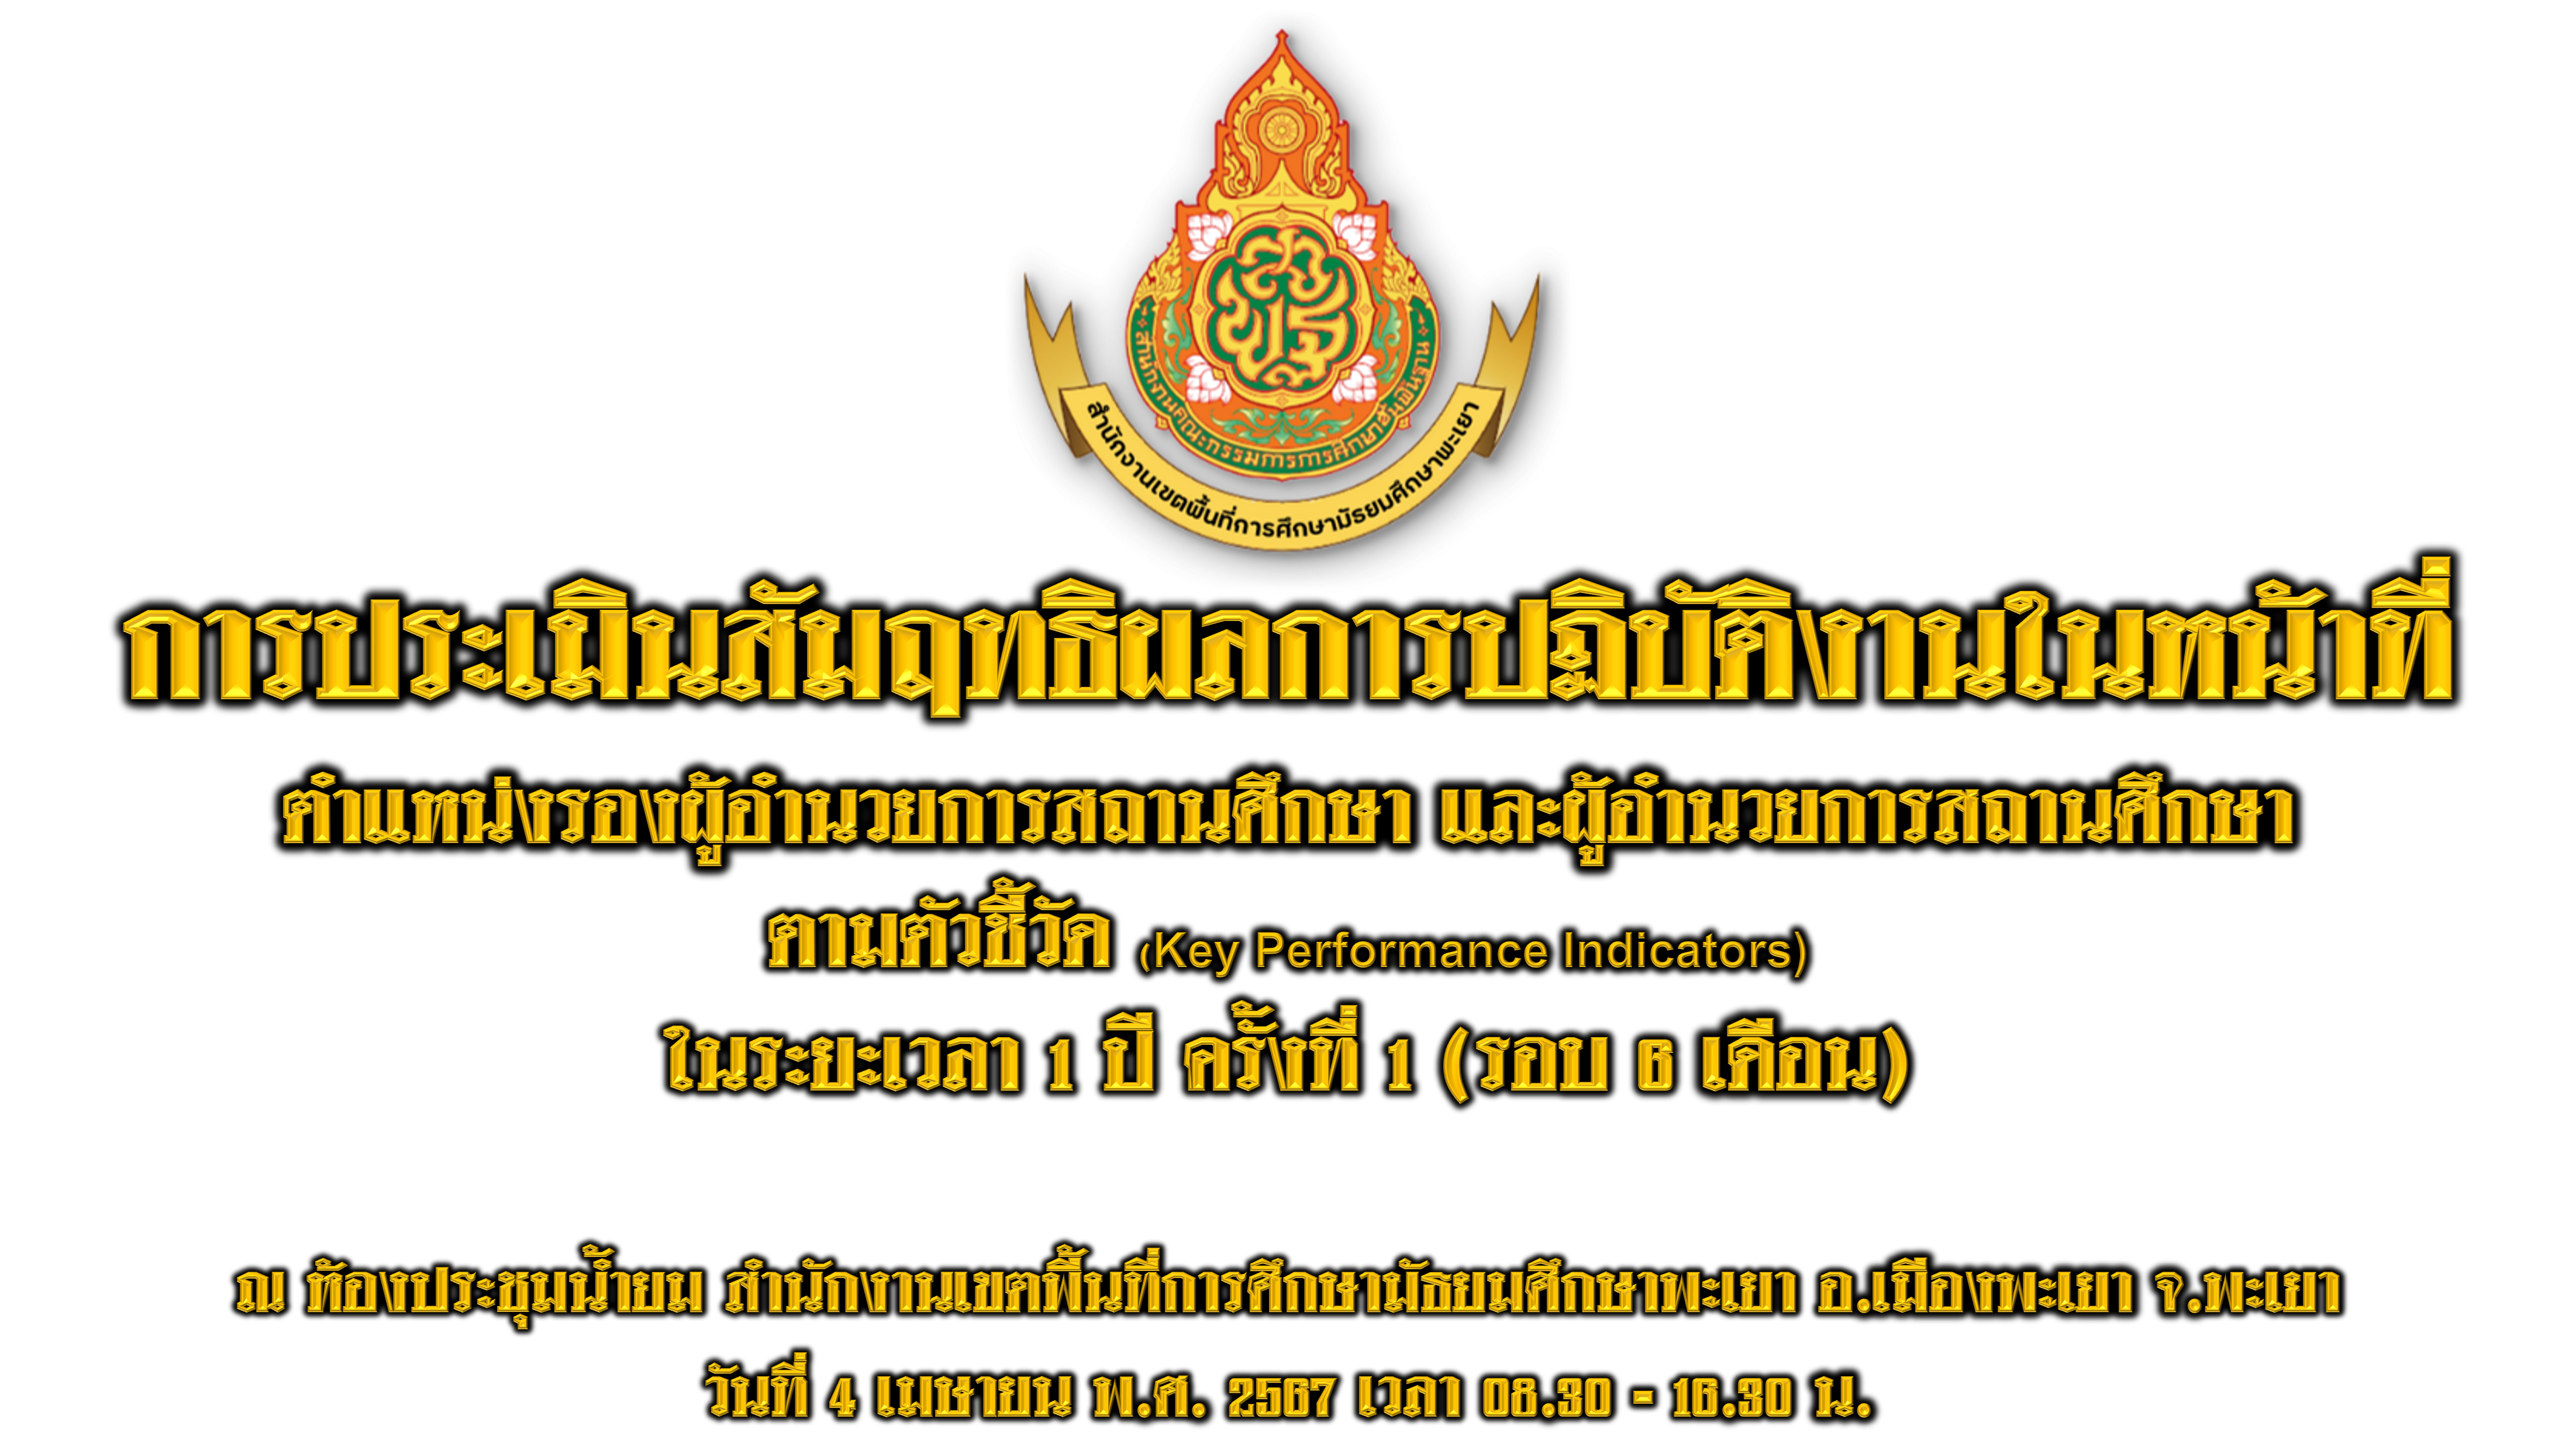 สพฐ
สำนักงานคณะกรรมการการศึกษาขั้นพื้นฐาน
สำนักงานเขตพื้นที่การศึกษามัธยมศึกษาพะเยา
การประเมินสัมฤทธิผลการปฏิบัติงานในหน้าที่
ตำแหน่งรองผู้อำนวยการสถานศึกษา และผู้อำนวยการสถานศึกษา
ตามตัวชี้วัด (Key Performance Indicators)
ในระยะเวลา 1 ปี ครั้งที่ 1 (รอบ 6 เดือน)
ณ ห้องประชุมน้ำยม สำนักงานเขตพื้นที่การศึกษามัธยมศึกษาพะเยา อ.เมืองพะเยา จ.พะเยา
วันที่ 4 เมษายน พ.ศ. 2567 เวลา 08.30 - 16.30 น.